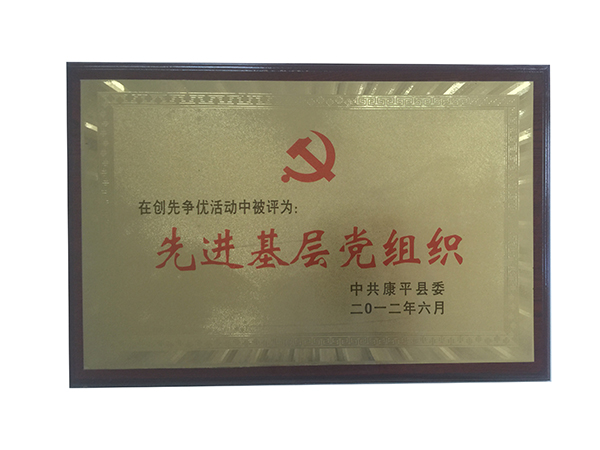 在创先争优活动中被评为:
先进基层党组织
中共康平县委
二0一二年六月